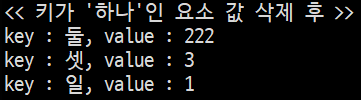 << 키가 '하나'인 요소 값 삭제 후 >>
key : 둘, value : 222
key : 셋, value : 3
key : 일, value : 1